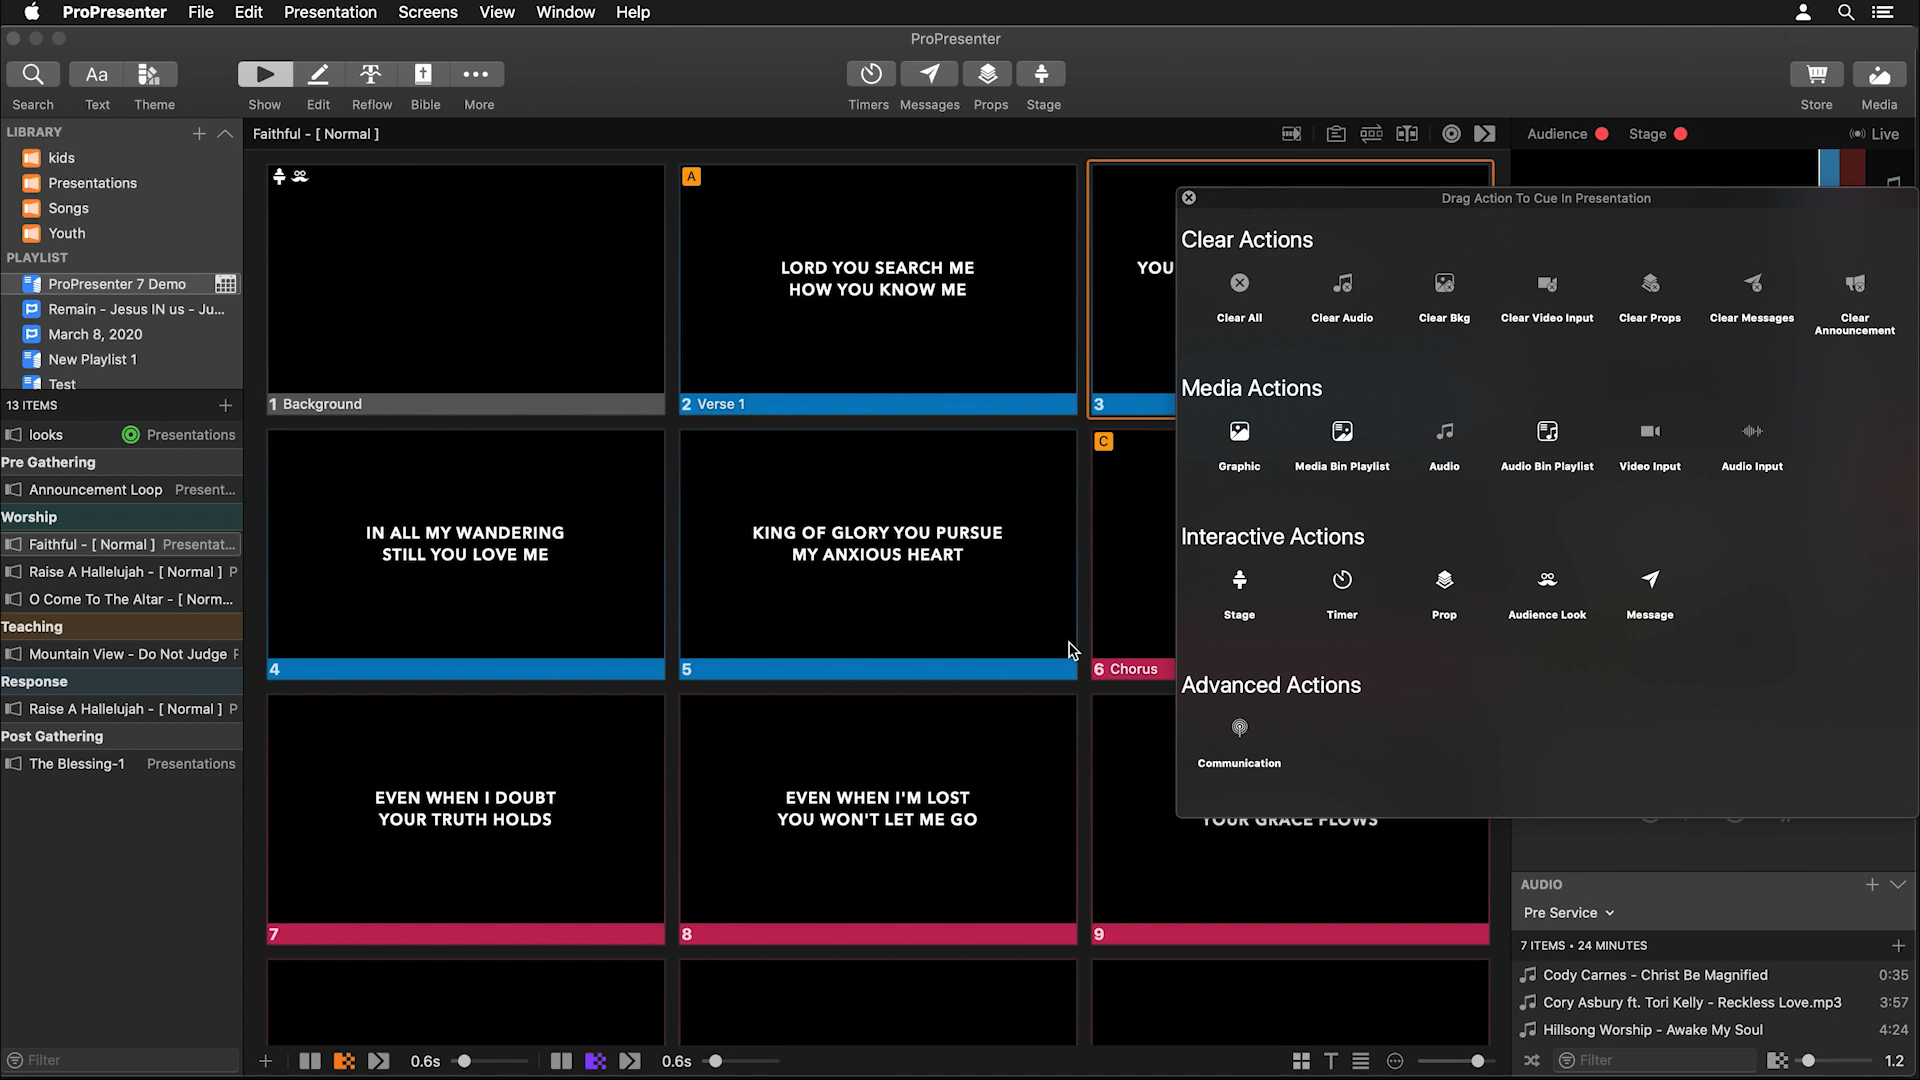 ProPresenter File Edit Presentation Screens View Window Help
ProPresenter
Aa
Search Text Theme Show Edit Reflow Bible More Timers Messages Props Stage Store Media
LIBRARY
kids
Presentations
Songs
Youth
PLAYLIST
ProPresenter 7 Demo
Remain - Jesus IN us - Ju...
March 8, 2020
New Playlist 1
Test
13 ITEMS
looks Presentations
Pre Gathering
Announcement Loop Present...
Worship
Faithful - [ Normal ] Presentat...
Raise A Hallelujah - [ Normal ] P
O Come To The Altar - [ Norm...
Teaching
Mountain View - Do Not Judge P
Response
Raise A Hallelujah - [ Normal ] P
Post Gathering
The Blessing-1 Presentations
Filter
Faithful - [ Normal ]
1 Background
A
LORD YOU SEARCH ME
HOW YOU KNOW ME
2 Verse 1
YOU
3
IN ALL MY WANDERING
STILL YOU LOVE ME
4
KING OF GLORY YOU PURSUE
MY ANXIOUS HEART
5
C
6 Chorus
EVEN WHEN I DOUBT
YOUR TRUTH HOLDS
7
EVEN WHEN I'M LOST
YOU WON'T LET ME GO
8
YOUR GRACE FLOWS
9
0.6s 0.6s
Audience Stage Live
Drag Action To Cue In Presentation
Clear Actions
Clear All Clear Audio Clear Bkg Clear Video Input Clear Props Clear Messages Clear
Announcement
Media Actions
Graphic Media Bin Playlist Audio Audio Bin Playlist Video Input Audio Input
Interactive Actions
Stage Timer Prop Audience Look Message
Advanced Actions
Communication
AUDIO
Pre Service
7 ITEMS • 24 MINUTES
Cody Carnes - Christ Be Magnified 0:35
Cory Asbury ft. Tori Kelly - Reckless Love.mp3 3:57
Hillsong Worship - Awake My Soul 4:24
Filter 1.2